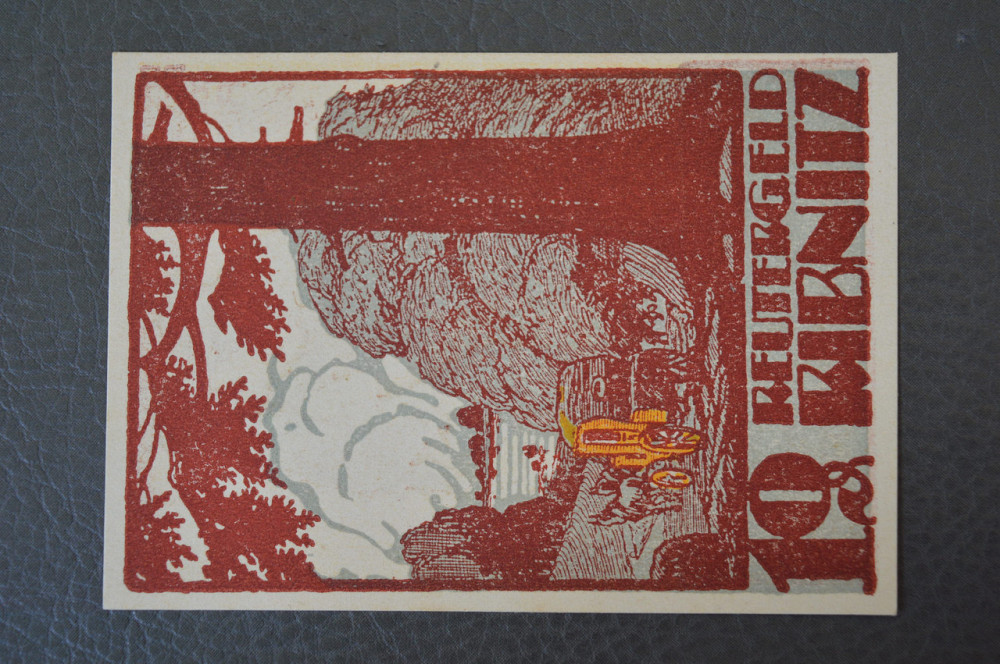 10 ₰
REUTERGELD
RIBNITZ